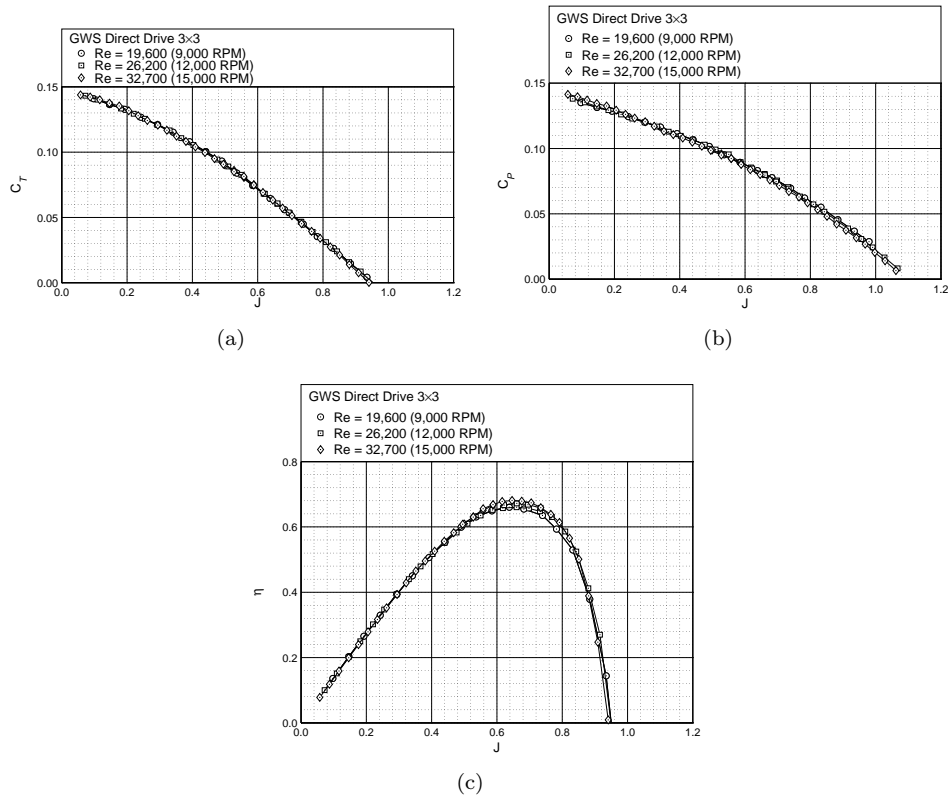 GWS Direct Drive 3×3
Re = 19,600 (9,000 RPM)
Re = 26,200 (12,000 RPM)
Re = 32,700 (15,000 RPM)
0.15
0.10
0.05
0.00
C_T
0.0 0.2 0.4 0.6 0.8 1.0 1.2
J
(a)
GWS Direct Drive 3×3
Re = 19,600 (9,000 RPM)
Re = 26,200 (12,000 RPM)
Re = 32,700 (15,000 RPM)
0.15
0.10
0.05
0.00
C_P
0.0 0.2 0.4 0.6 0.8 1.0 1.2
J
(b)
GWS Direct Drive 3×3
Re = 19,600 (9,000 RPM)
Re = 26,200 (12,000 RPM)
Re = 32,700 (15,000 RPM)
0.8
0.6
0.4
0.2
0.0
η
0.0 0.2 0.4 0.6 0.8 1.0 1.2
J
(c)